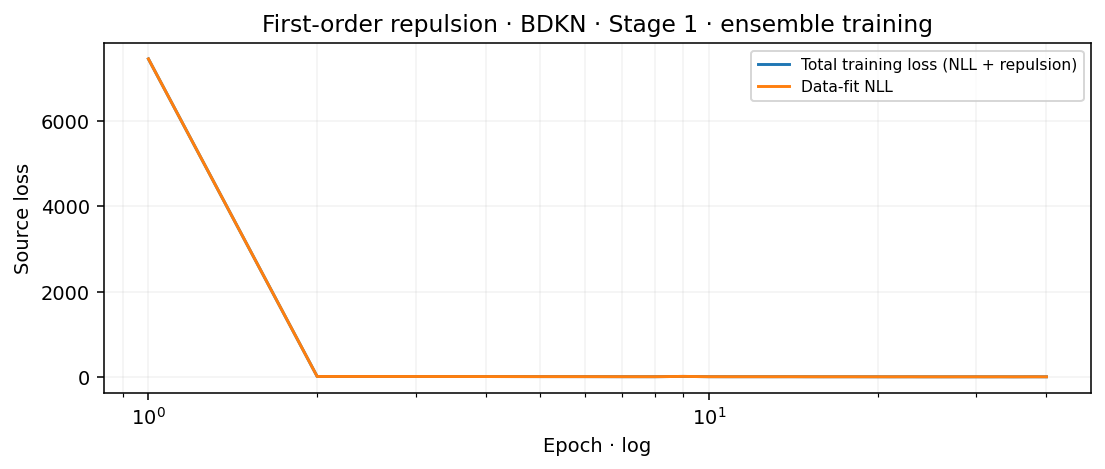 First-order repulsion · BDKN · Stage 1 · ensemble training
Total training loss (NLL + repulsion)
Data-fit NLL
Source loss
6000
4000
2000
0
10⁰
10¹
Epoch · log